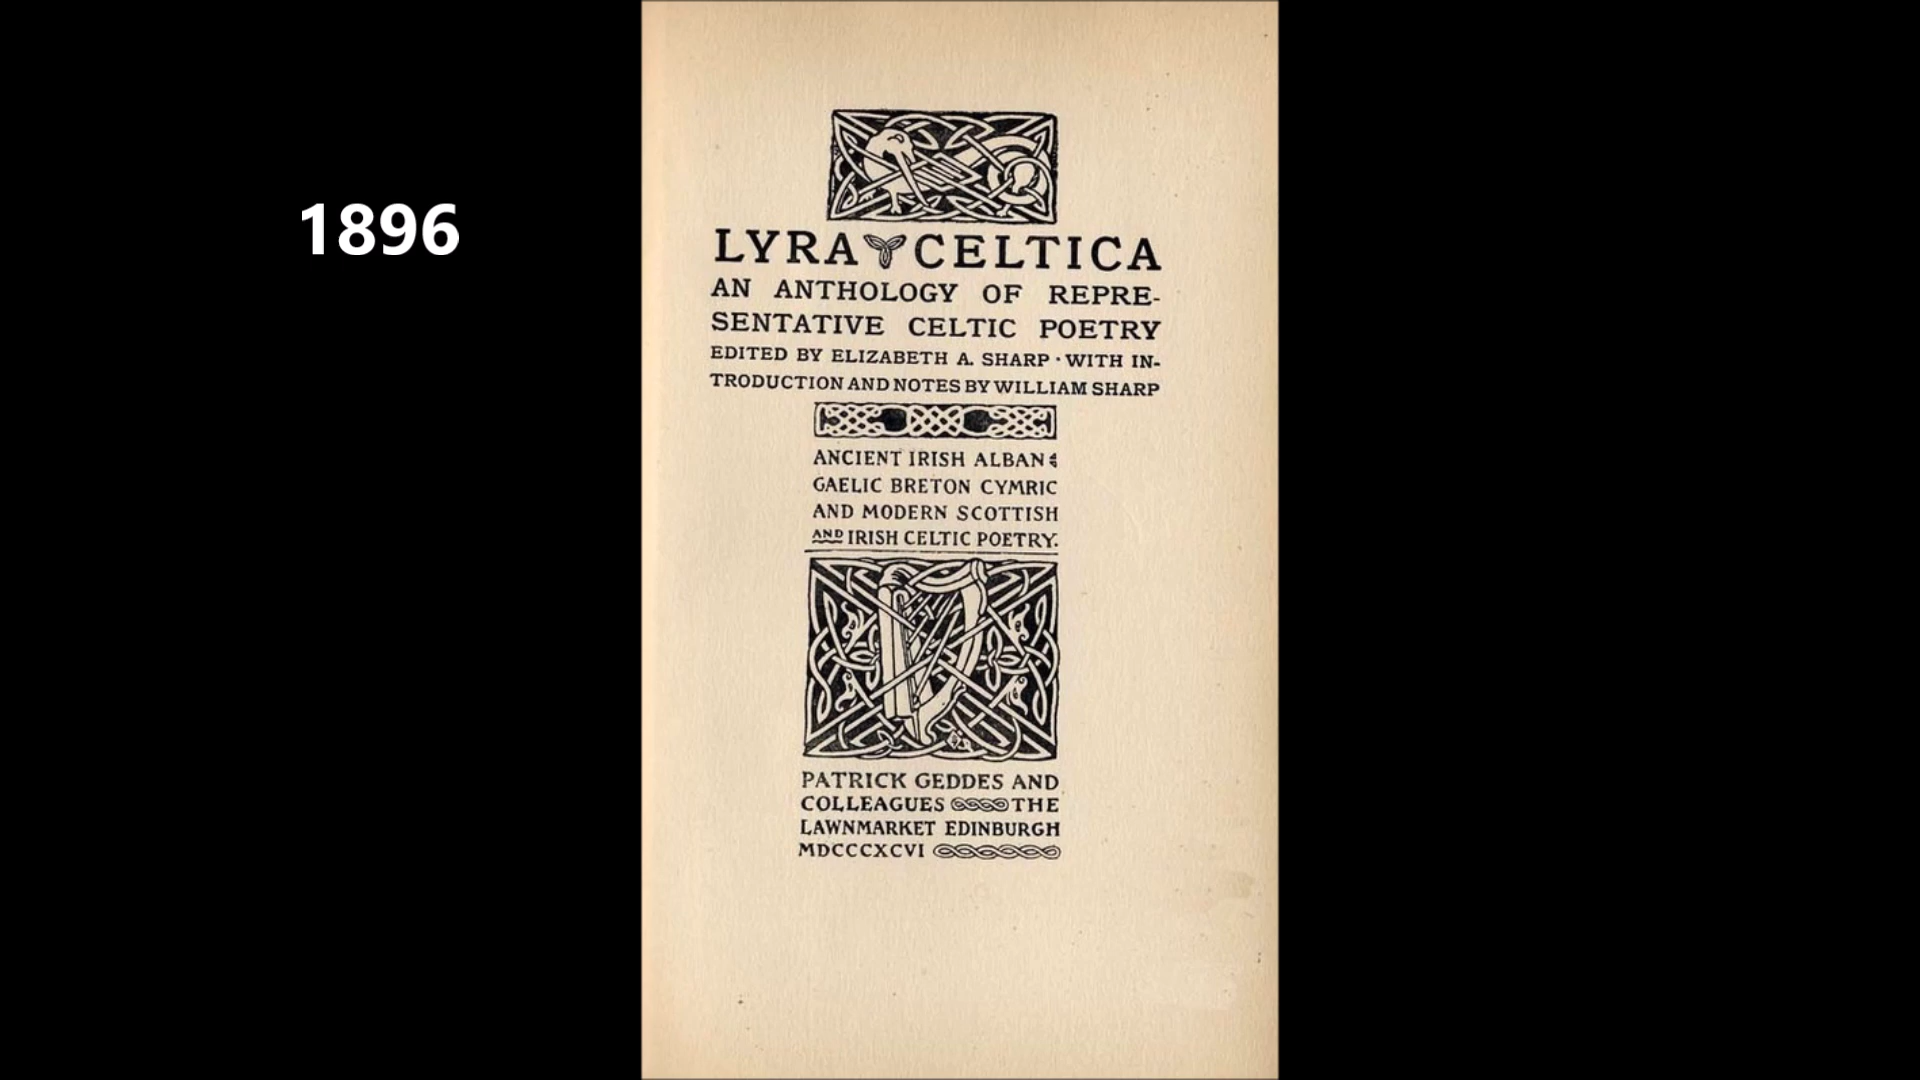 1896
LYRA CELTICA
AN ANTHOLOGY OF REPRE-
SENTATIVE CELTIC POETRY
EDITED BY ELIZABETH A. SHARP · WITH IN-
TRODUCTION AND NOTES BY WILLIAM SHARP
ANCIENT IRISH ALBAN
GAELIC BRETON CYMRIC
AND MODERN SCOTTISH
AND IRISH CELTIC POETRY.
PATRICK GEDDES AND
COLLEAGUES THE
LAWNMARKET EDINBURGH
MDCCCXCVI